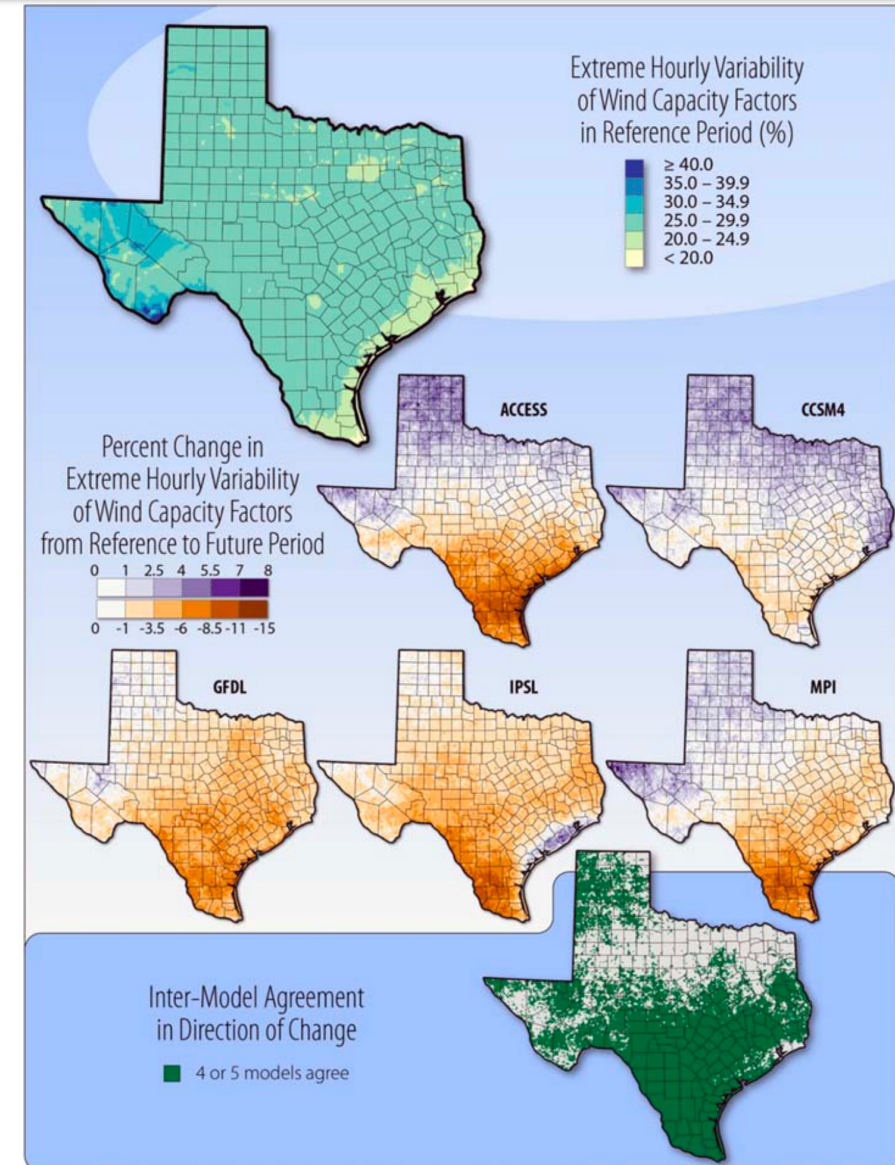 Extreme Hourly Variability
of Wind Capacity Factors
in Reference Period (%)
≥ 40.0
35.0 – 39.9
30.0 – 34.9
25.0 – 29.9
20.0 – 24.9
< 20.0
ACCESS
CCSM4
Percent Change in
Extreme Hourly Variability
of Wind Capacity Factors
from Reference to Future Period
0 1 2.5 4 5.5 7 8
0 -1 -3.5 -6 -8.5 -11 -15
GFDL
IPSL
MPI
Inter-Model Agreement
in Direction of Change
4 or 5 models agree